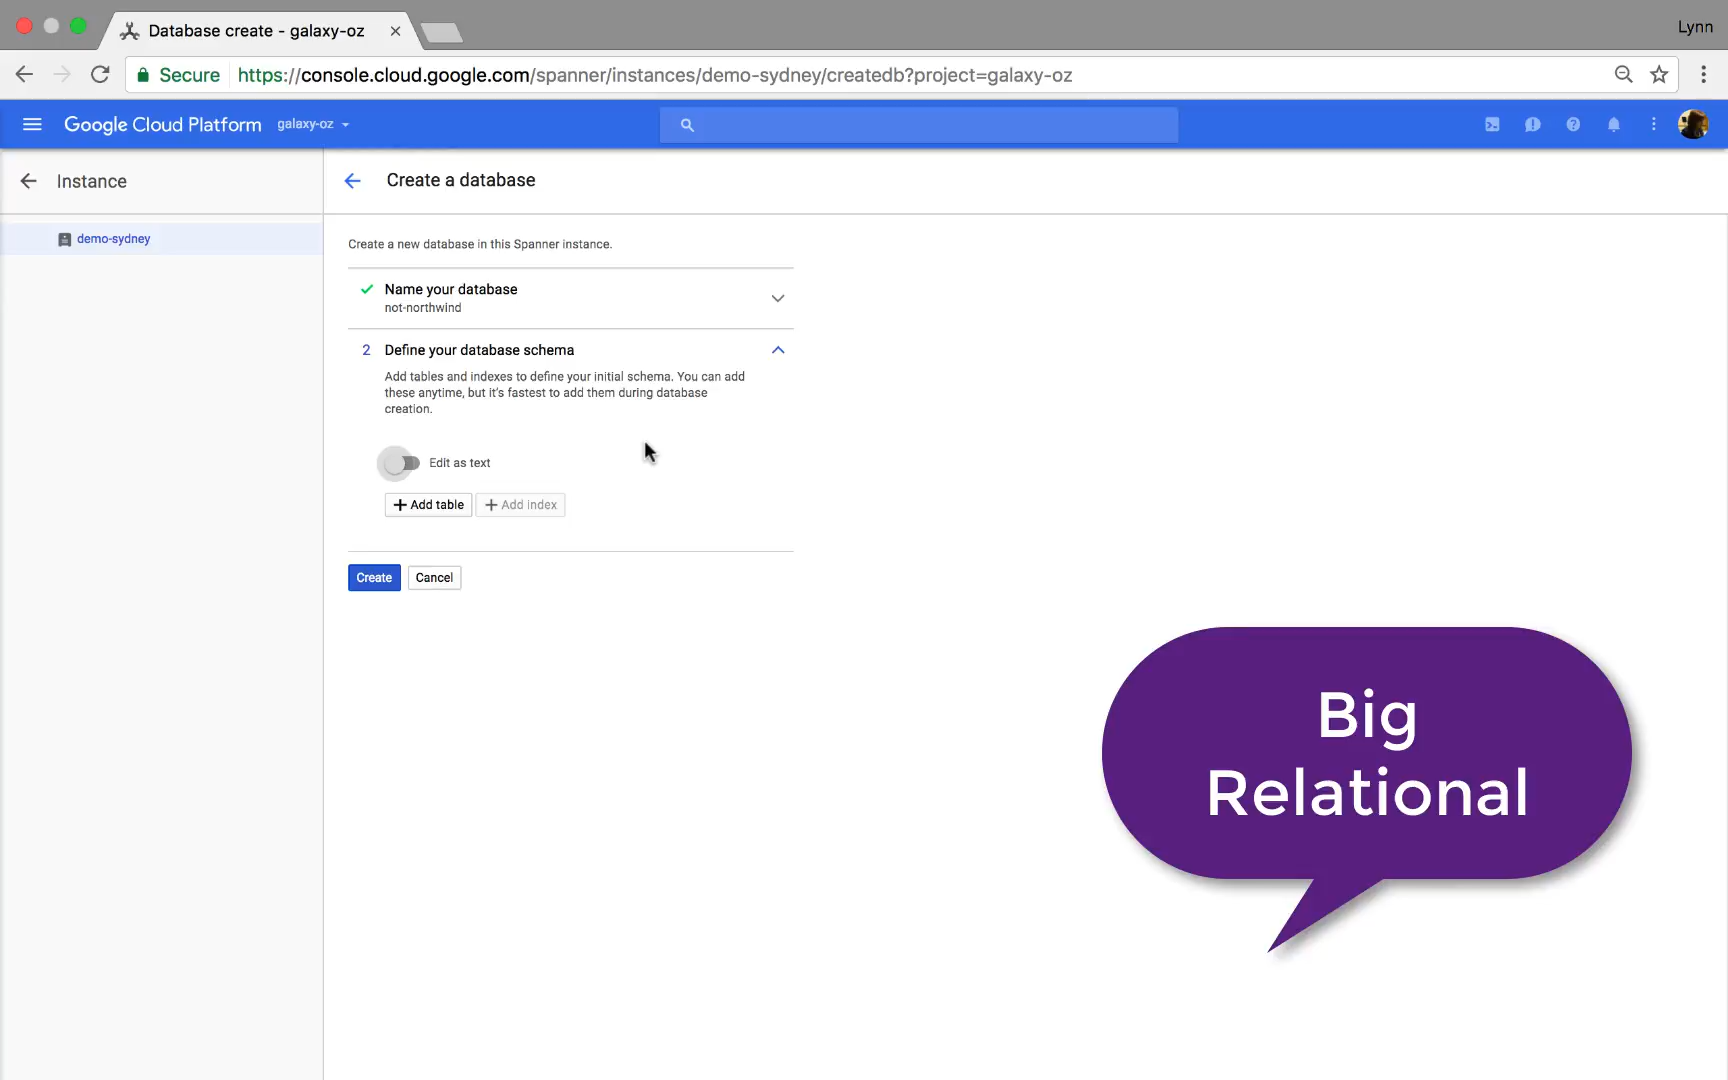 Database create - galaxy-oz
Lynn
Secure https://console.cloud.google.com/spanner/instances/demo-sydney/createdb?project=galaxy-oz
Google Cloud Platform galaxy-oz
Instance
Create a database
demo-sydney
Create a new database in this Spanner instance.
Name your database
not-northwind
2 Define your database schema
Add tables and indexes to define your initial schema. You can add
these anytime, but it's fastest to add them during database
creation.
Edit as text
+ Add table + Add index
Create Cancel
Big
Relational